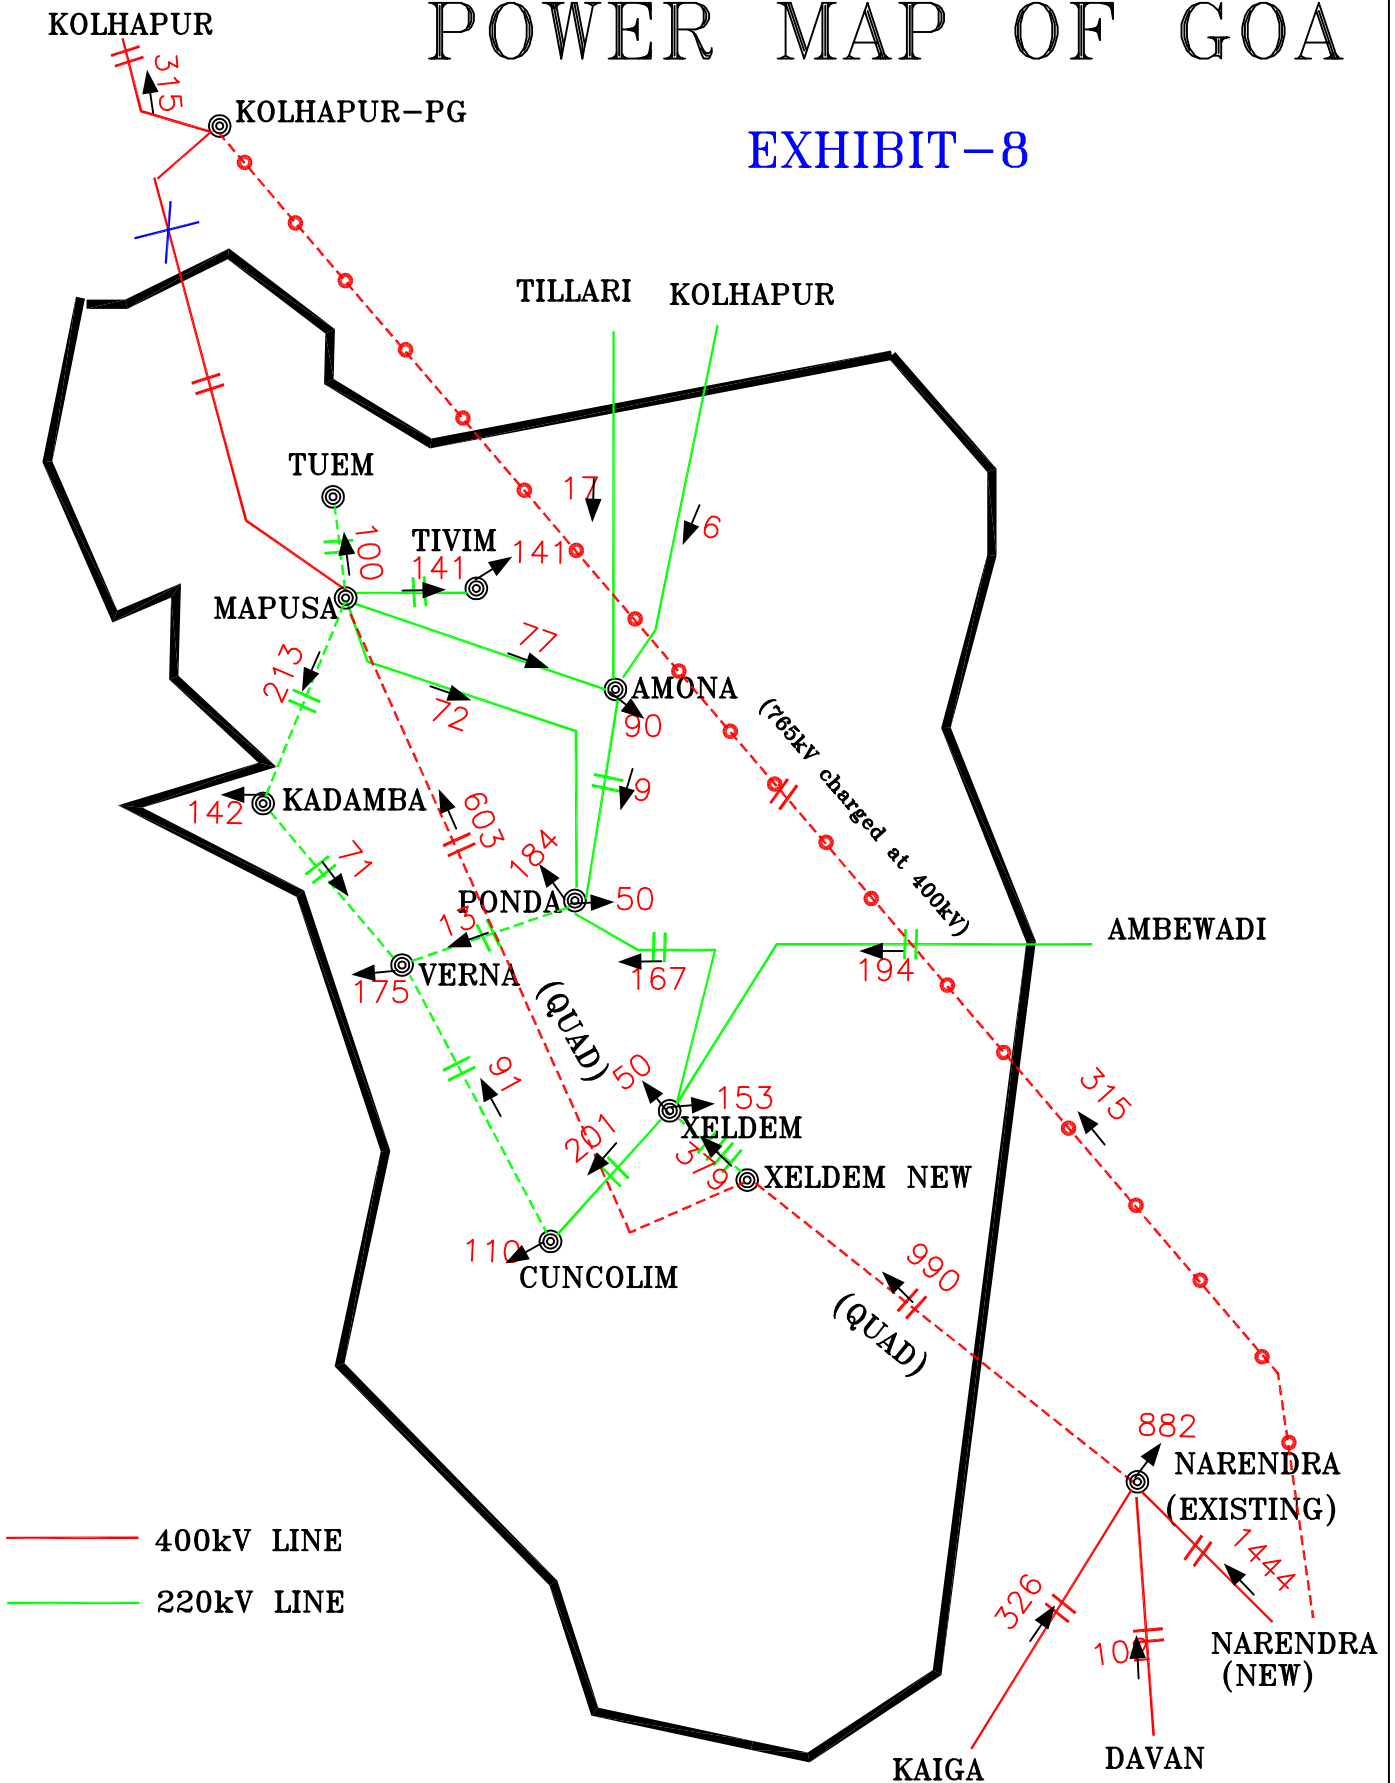 POWER MAP OF GOA
KOLHAPUR
315
KOLHAPUR-PG
EXHIBIT-8
TILLARI
KOLHAPUR
TUEM
17
6
100
TIVIM
141
141
MAPUSA
77
213
72
AMONA
90
(765kV charged at 400kV)
9
142
KADAMBA
603
71
184
PONDA
50
13
AMBEWADI
VERNA
175
167
194
(QUAD)
91
50
153
315
XELDEM
201
379
XELDEM NEW
110
CUNCOLIM
990
(QUAD)
882
NARENDRA
(EXISTING)
400kV LINE
1444
220kV LINE
326
NARENDRA
(NEW)
KAIGA
DAVAN